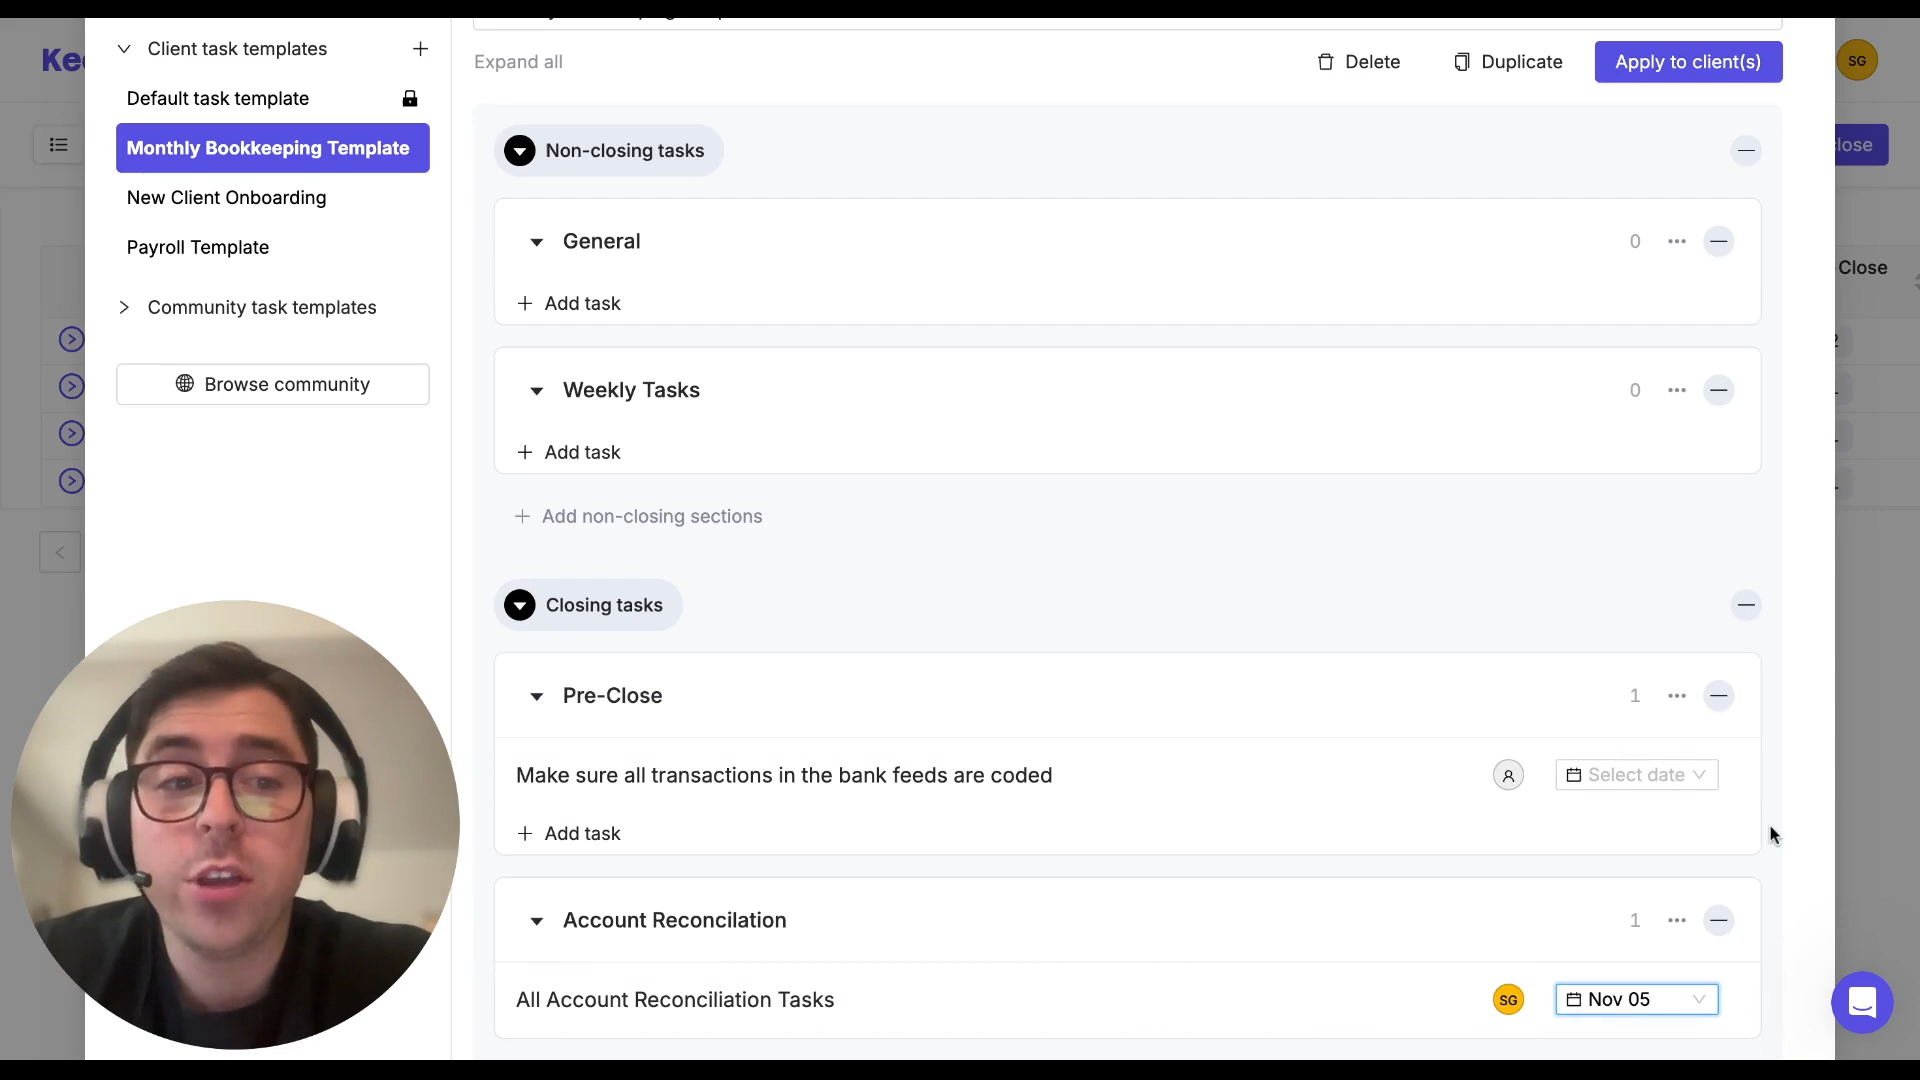 Client task templates
Expand all
Delete
Duplicate
Apply to client(s)
SG
Default task template
Monthly Bookkeeping Template
Non-closing tasks
New Client Onboarding
General
0
Payroll Template
Close
Community task templates
Add task
Browse community
Weekly Tasks
0
Add task
Add non-closing sections
Closing tasks
Pre-Close
1
Make sure all transactions in the bank feeds are coded
Select date
Add task
Account Reconcilation
1
All Account Reconciliation Tasks
SG
Nov 05